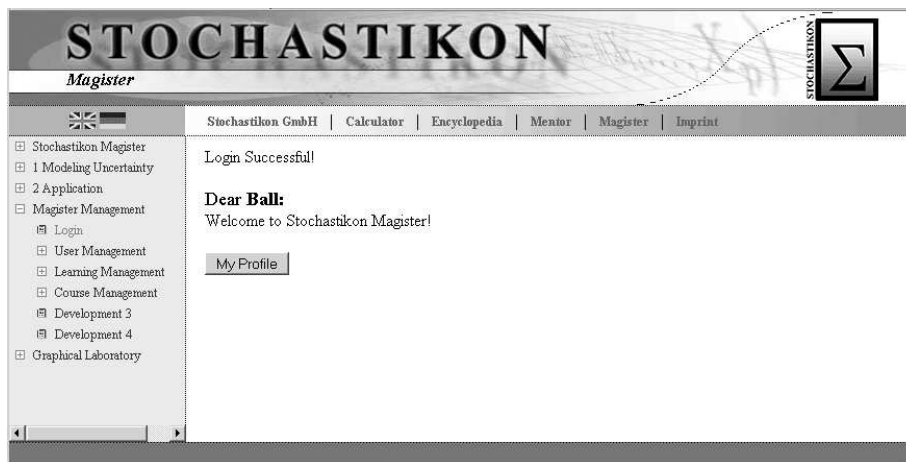 STOCHASTIKON
Magister
STOCHASTIKON
Σ
Stochastikon GmbH | Calculator | Encyclopedia | Mentor | Magister | Imprint
Stochastikon Magister
1 Modeling Uncertainty
2 Application
Magister Management
Login
User Management
Learning Management
Course Management
Development 3
Development 4
Graphical Laboratory
Login Successful!
Dear Ball:
Welcome to Stochastikon Magister!
My Profile